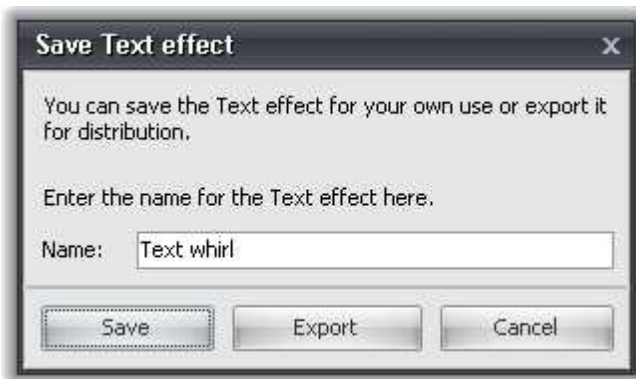 Save Text effect x
You can save the Text effect for your own use or export it
for distribution.
Enter the name for the Text effect here.
Name: Text whirl
Save Export Cancel